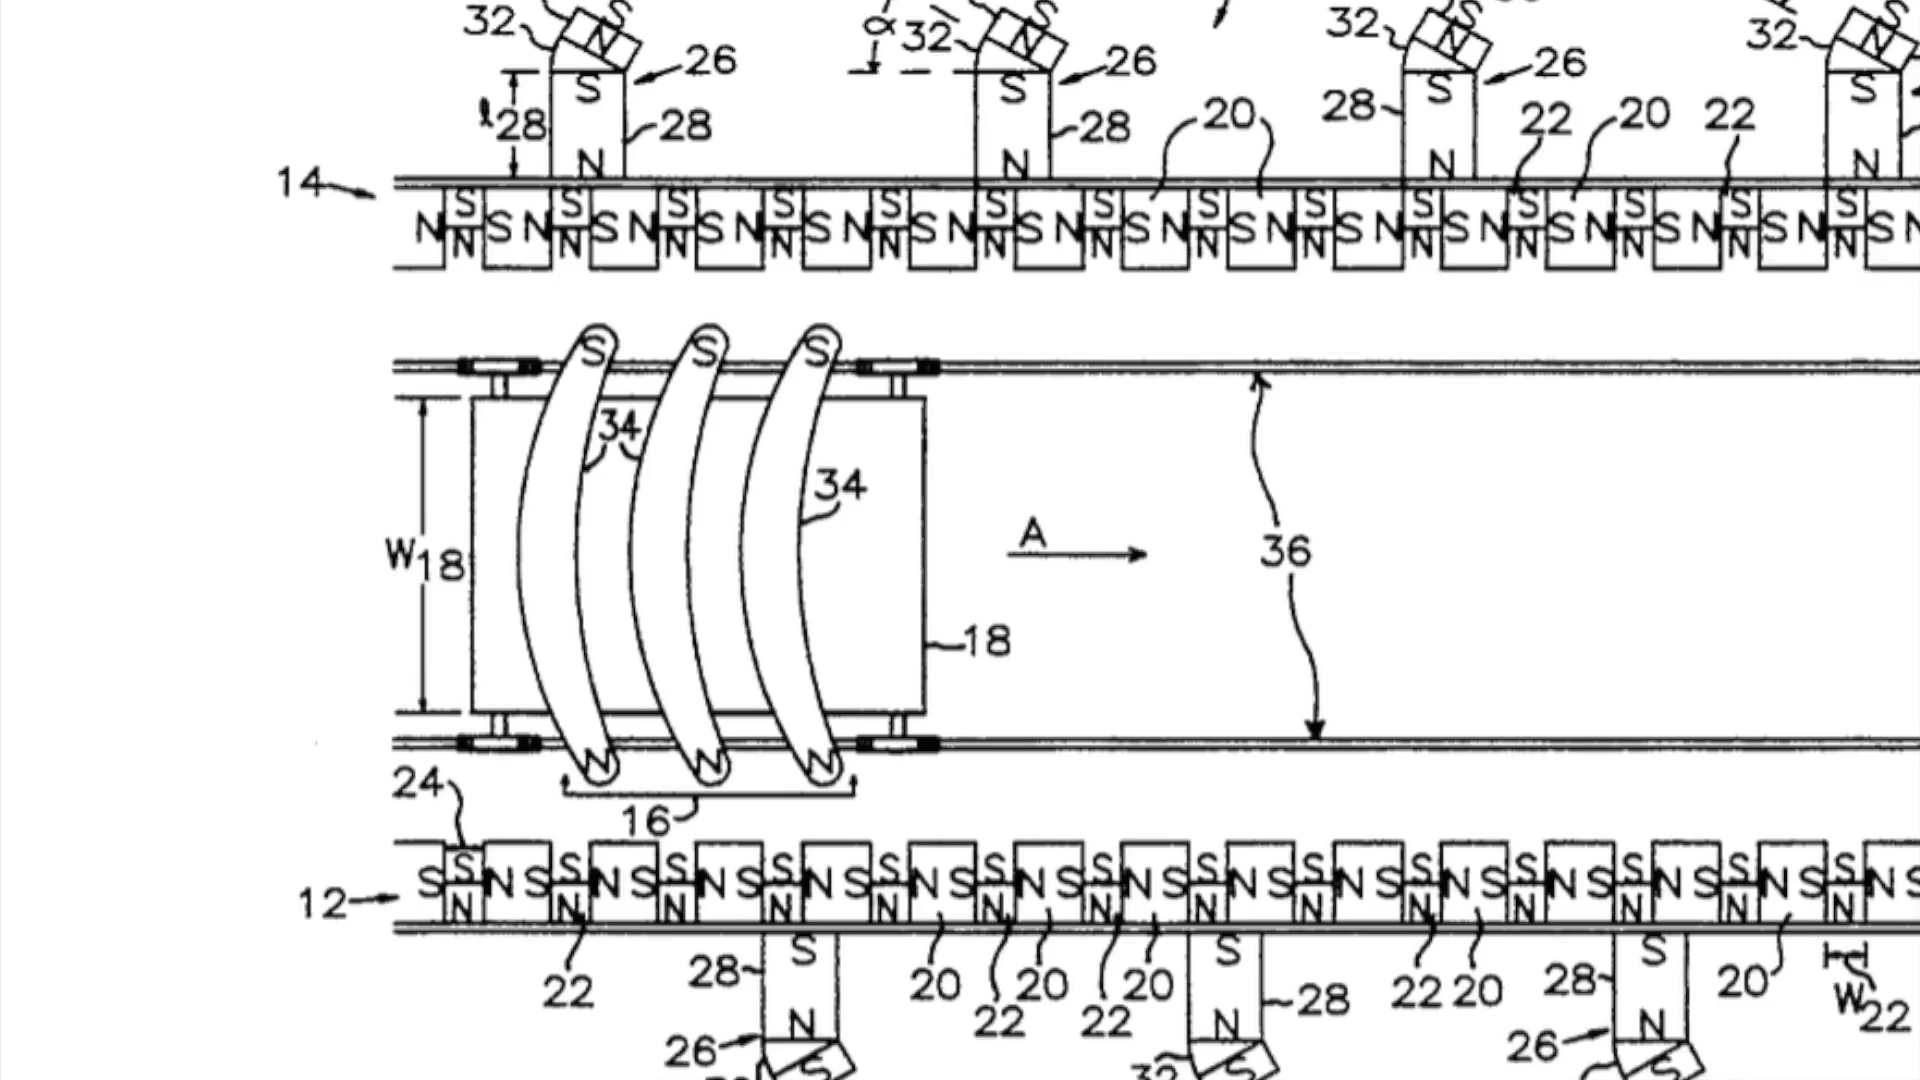 32 S N 26 α 32 S N 26 32 S N 26 32 S N
l28 S 28 S 28 28 S S
20 22 20 22
N N N N
14
S S S S S S S S S S S S S S
N S N S N S N S N S N S N S N S N S N S N S N S N S N S N
N N N N N N N N N N N N N N
S S S
34
34
W18 A 36
18
N N N
24
16
S S S S S S S S S S S S S S
12 S N S N S N S N S N S N S N S N S N S N S N S N S N S N S
N N N N N N N N N N N N N N
S S S
28 22 20 20 20 28 22 20 28 20 W22
22 22
N N N
26 26
S 32 S S